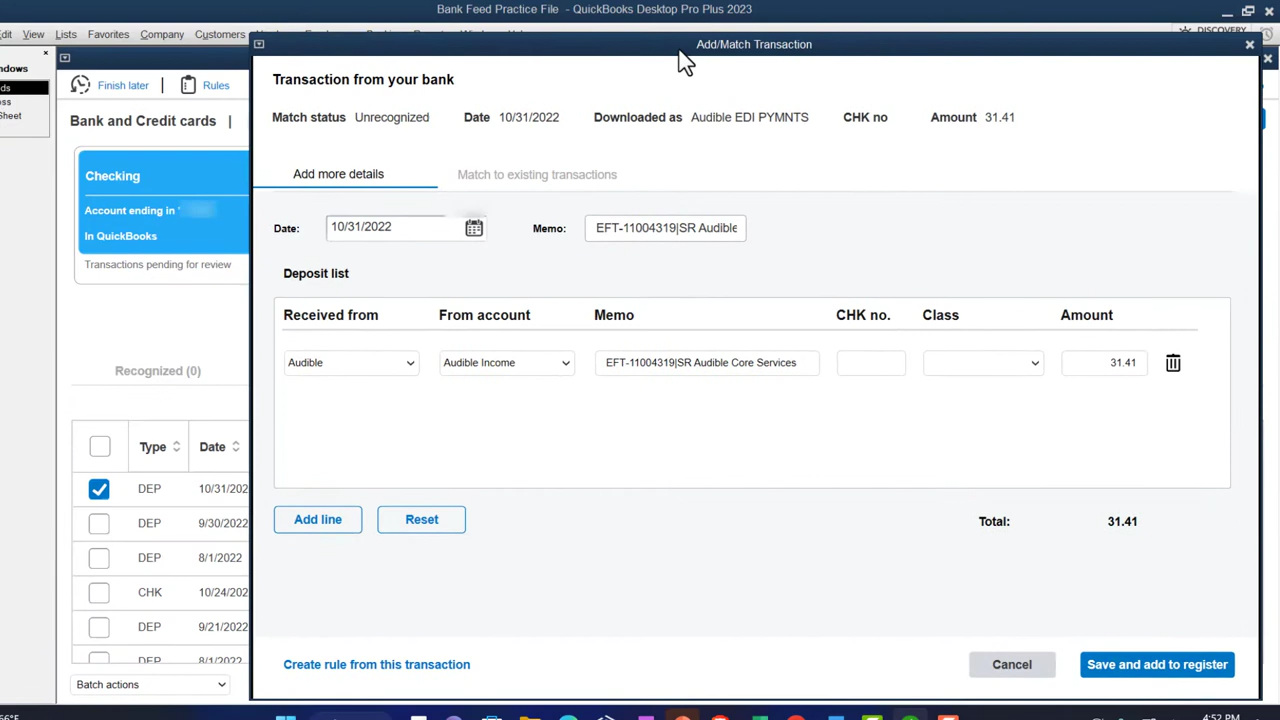 Bank Feed Practice File - QuickBooks Desktop Pro Plus 2023
dit View Lists Favorites Company Customers
DISCOVERY
ndows
ds
ss
Sheet
Finish later | Rules
Bank and Credit cards |
Checking
Account ending in '
In QuickBooks
Transactions pending for review
Recognized (0)
Type Date
DEP 10/31/202
DEP 9/30/2022
DEP 8/1/2022
CHK 10/24/202
DEP 9/21/2022
DEP 8/1/2022
Batch actions
Add/Match Transaction
Transaction from your bank
Match status Unrecognized Date 10/31/2022 Downloaded as Audible EDI PYMNTS CHK no Amount 31.41
Add more details Match to existing transactions
Date: 10/31/2022 Memo: EFT-11004319|SR Audible
Deposit list
Received from From account Memo CHK no. Class Amount
Audible Audible Income EFT-11004319|SR Audible Core Services 31.41
Add line Reset Total: 31.41
Create rule from this transaction Cancel Save and add to register
66°F
4:52 PM